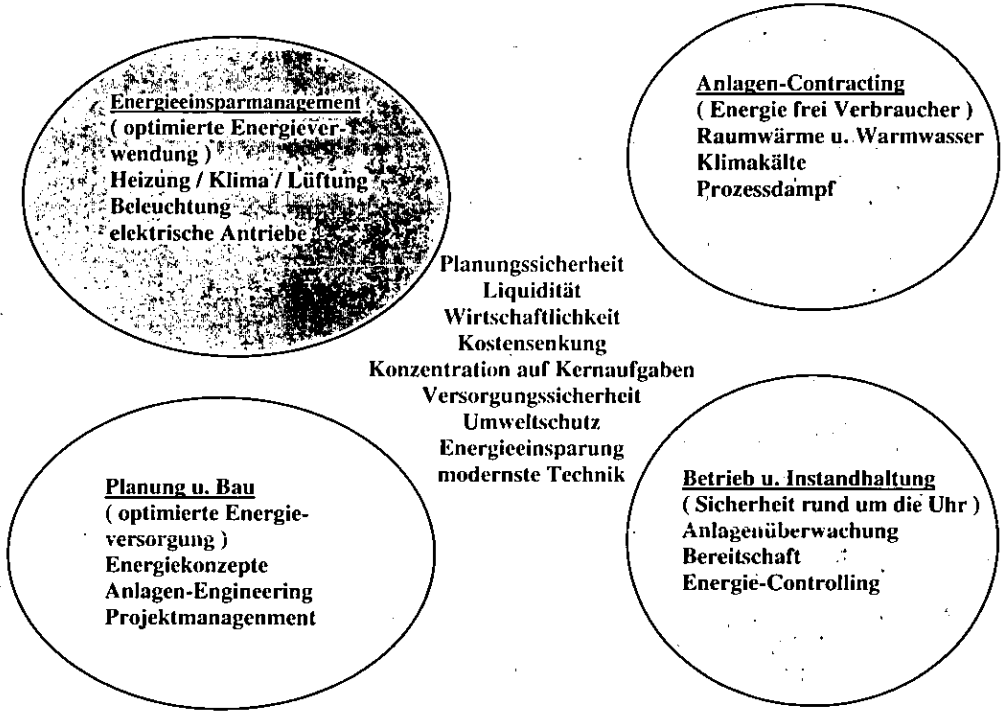 Energieeinsparmanagement
( optimierte Energiever-
wendung )
Heizung / Klima / Lüftung
Beleuchtung
elektrische Antriebe
Anlagen-Contracting
( Energie frei Verbraucher )
Raumwärme u. Warmwasser
Klimakälte
Prozessdampf
Planungssicherheit
Liquidität
Wirtschaftlichkeit
Kostensenkung
Konzentration auf Kernaufgaben
Versorgungssicherheit
Umweltschutz
Energieeinsparung
modernste Technik
Planung u. Bau
( optimierte Energie-
versorgung )
Energiekonzepte
Anlagen-Engineering
Projektmanagenment
Betrieb u. Instandhaltung
( Sicherheit rund um die Uhr )
Anlagenüberwachung
Bereitschaft
Energie-Controlling